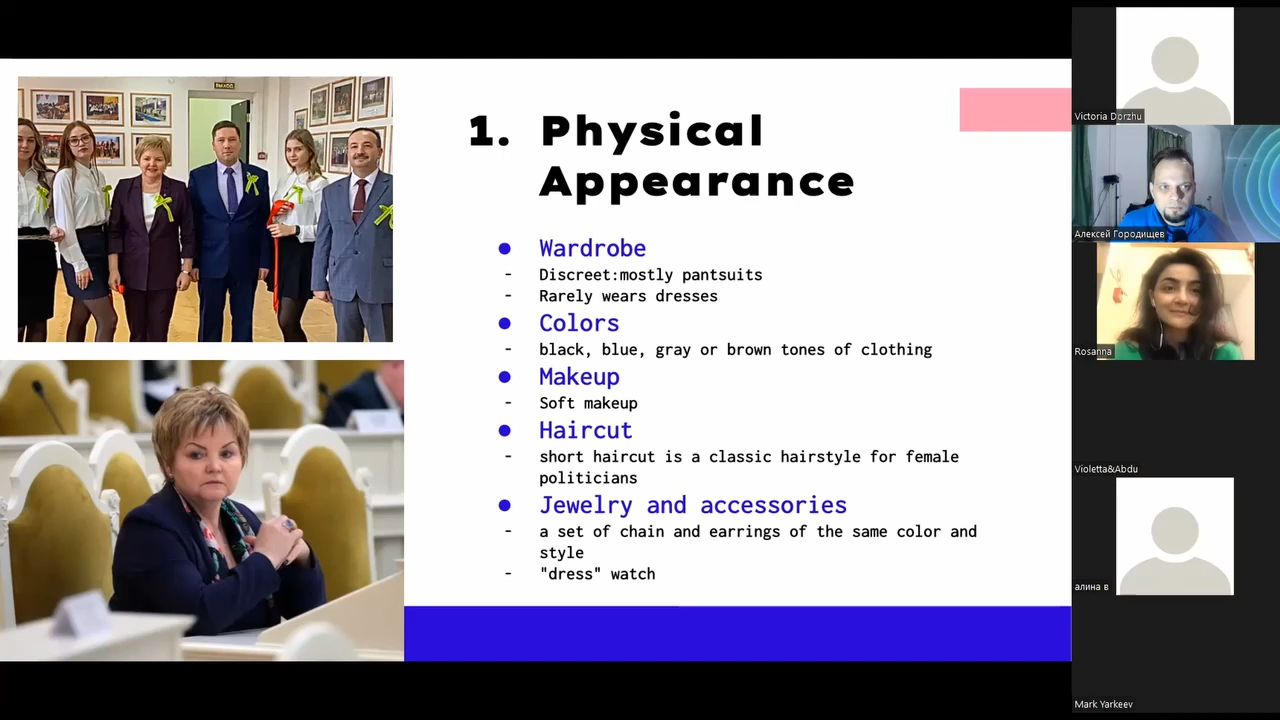 ВЫХОД
1. Physical
Appearance
● Wardrobe
- Discreet:mostly pantsuits
- Rarely wears dresses
● Colors
- black, blue, gray or brown tones of clothing
● Makeup
- Soft makeup
● Haircut
- short haircut is a classic hairstyle for female
politicians
● Jewelry and accessories
- a set of chain and earrings of the same color and
style
- "dress" watch
Victoria Dorzhu
Алексей Городищев
Rosanna
Violetta&Abdu
алина в
Mark Yarkeev